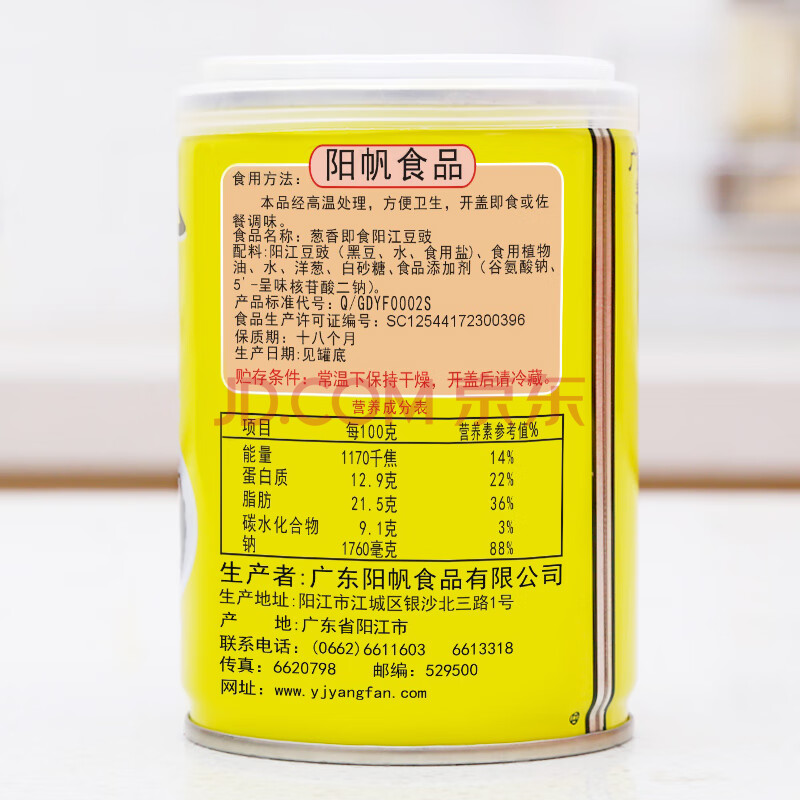 阳帆食品
食用方法：
本品经高温处理，方便卫生，开盖即食或佐
餐调味。
食品名称：葱香即食阳江豆豉
配料:阳江豆豉（黑豆、水、食用盐）、食用植物
油、水、洋葱、白砂糖、食品添加剂（谷氨酸钠、
5'-呈味核苷酸二钠）。
产品标准代号：Q/GDYF0002S
食品生产许可证编号：SC12544172300396
保质期：十八个月
生产日期:见罐底
贮存条件：常温下保持干燥，开盖后请冷藏。
JD.COM 京东
营养成分表
项目 每100克 营养素参考值%
能量 1170千焦 14%
蛋白质 12.9克 22%
脂肪 21.5克 36%
碳水化合物 9.1克 3%
钠 1760毫克 88%
生产者:广东阳帆食品有限公司
生产地址:阳江市江城区银沙北三路1号
产 地:广东省阳江市
联系电话：(0662)6611603 6613318
传真：6620798 邮编：529500
网址：www.yjyangfan.com